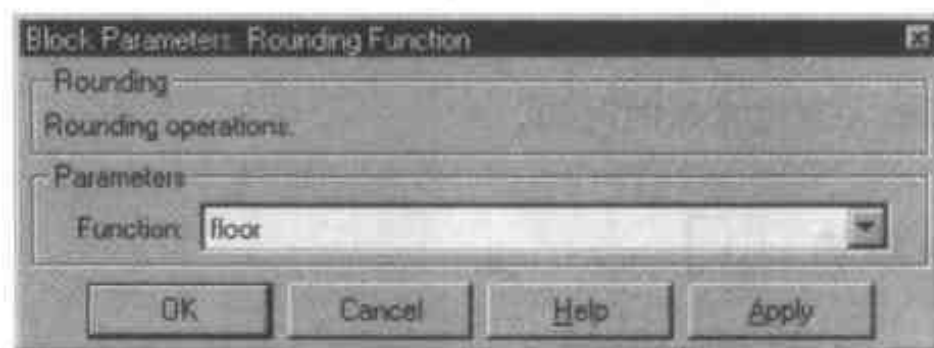 Block Parameters: Rounding Function
Rounding
Rounding operations.
Parameters
Function: floor
OK Cancel Help Apply